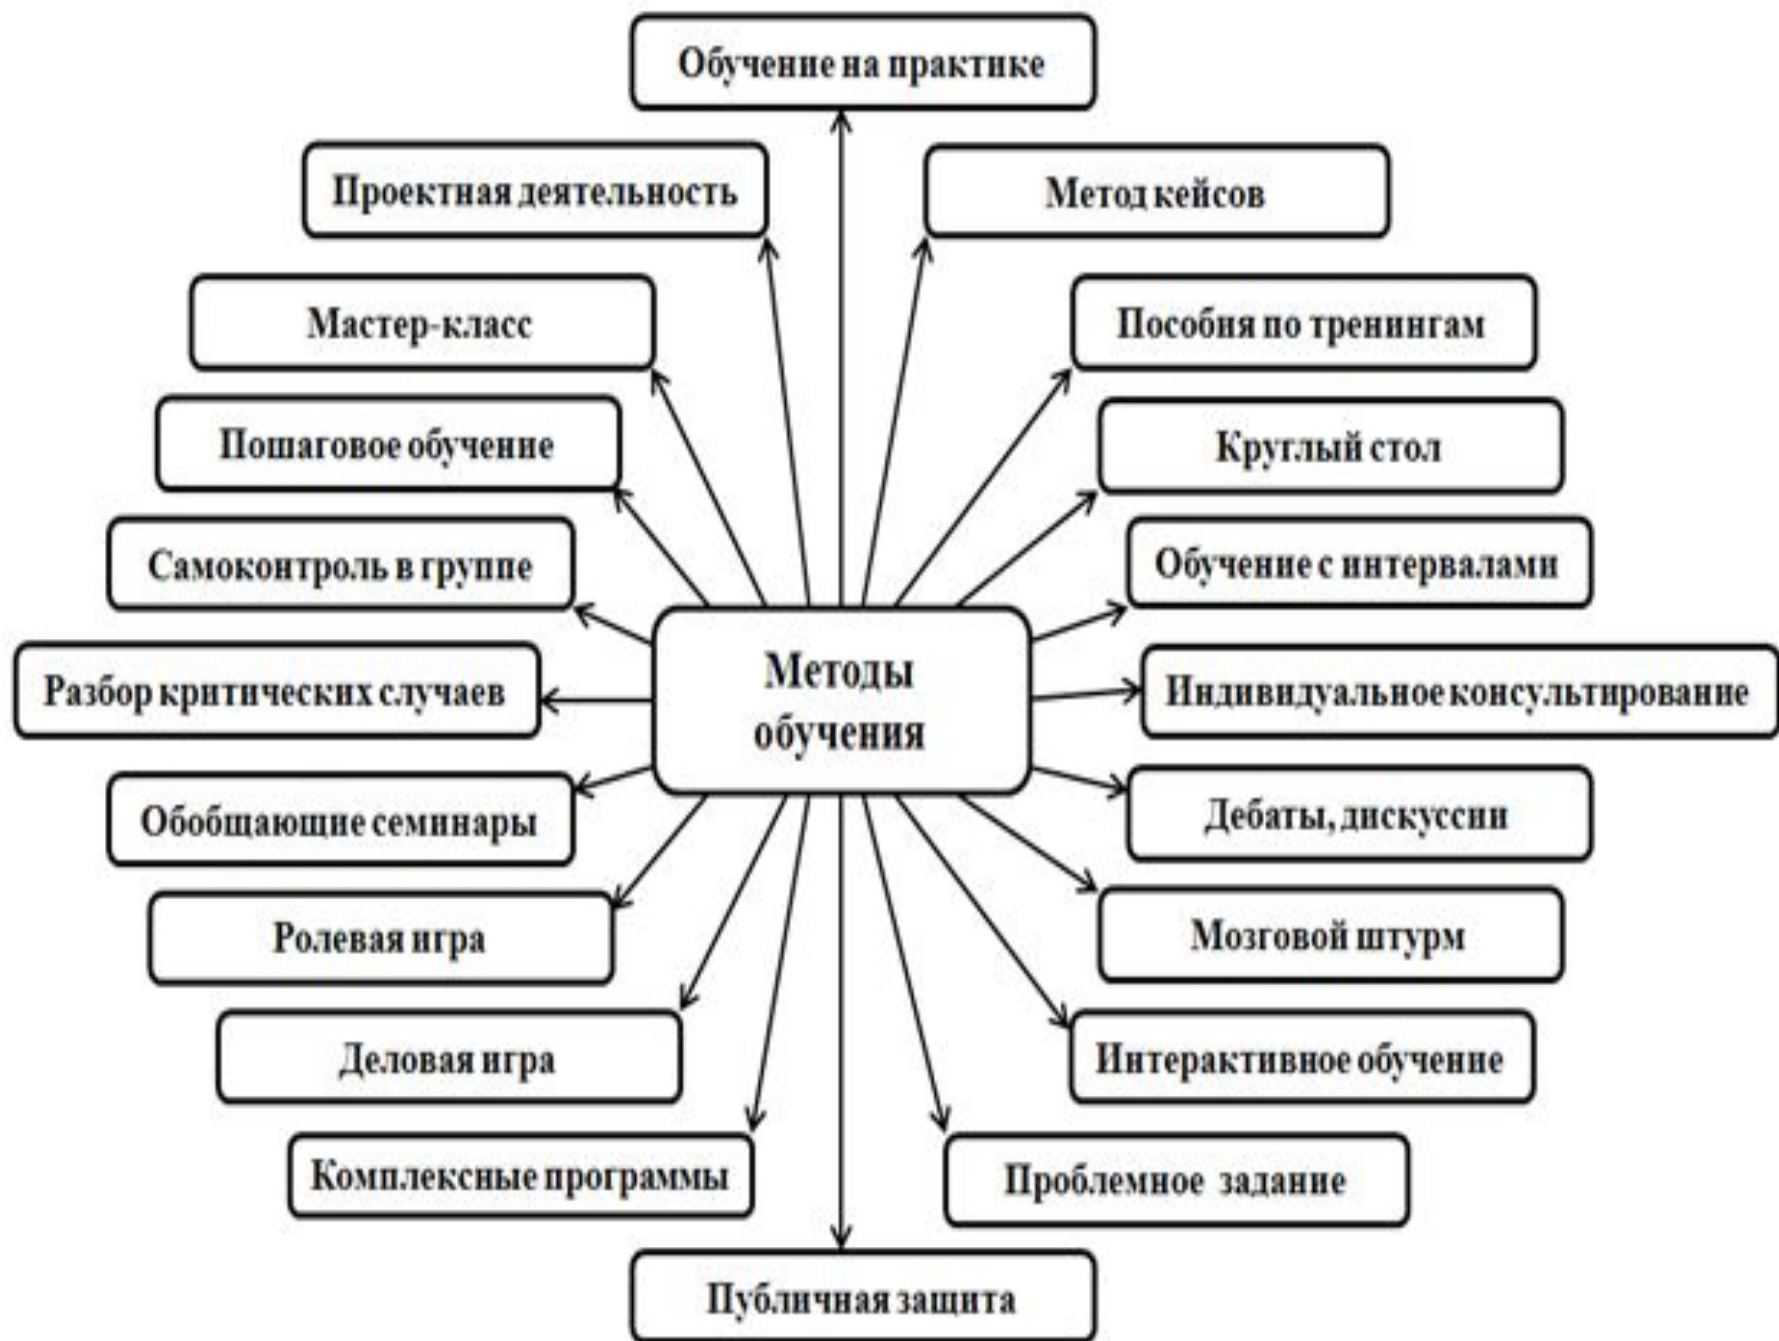 Обучение на практике
Проектная деятельность
Метод кейсов
Мастер-класс
Пособия по тренингам
Пошаговое обучение
Круглый стол
Самоконтроль в группе
Обучение с интервалами
Методы
обучения
Разбор критических случаев
Индивидуальное консультирование
Обобщающие семинары
Дебаты, дискуссии
Ролевая игра
Мозговой штурм
Деловая игра
Интерактивное обучение
Комплексные программы
Проблемное задание
Публичная защита